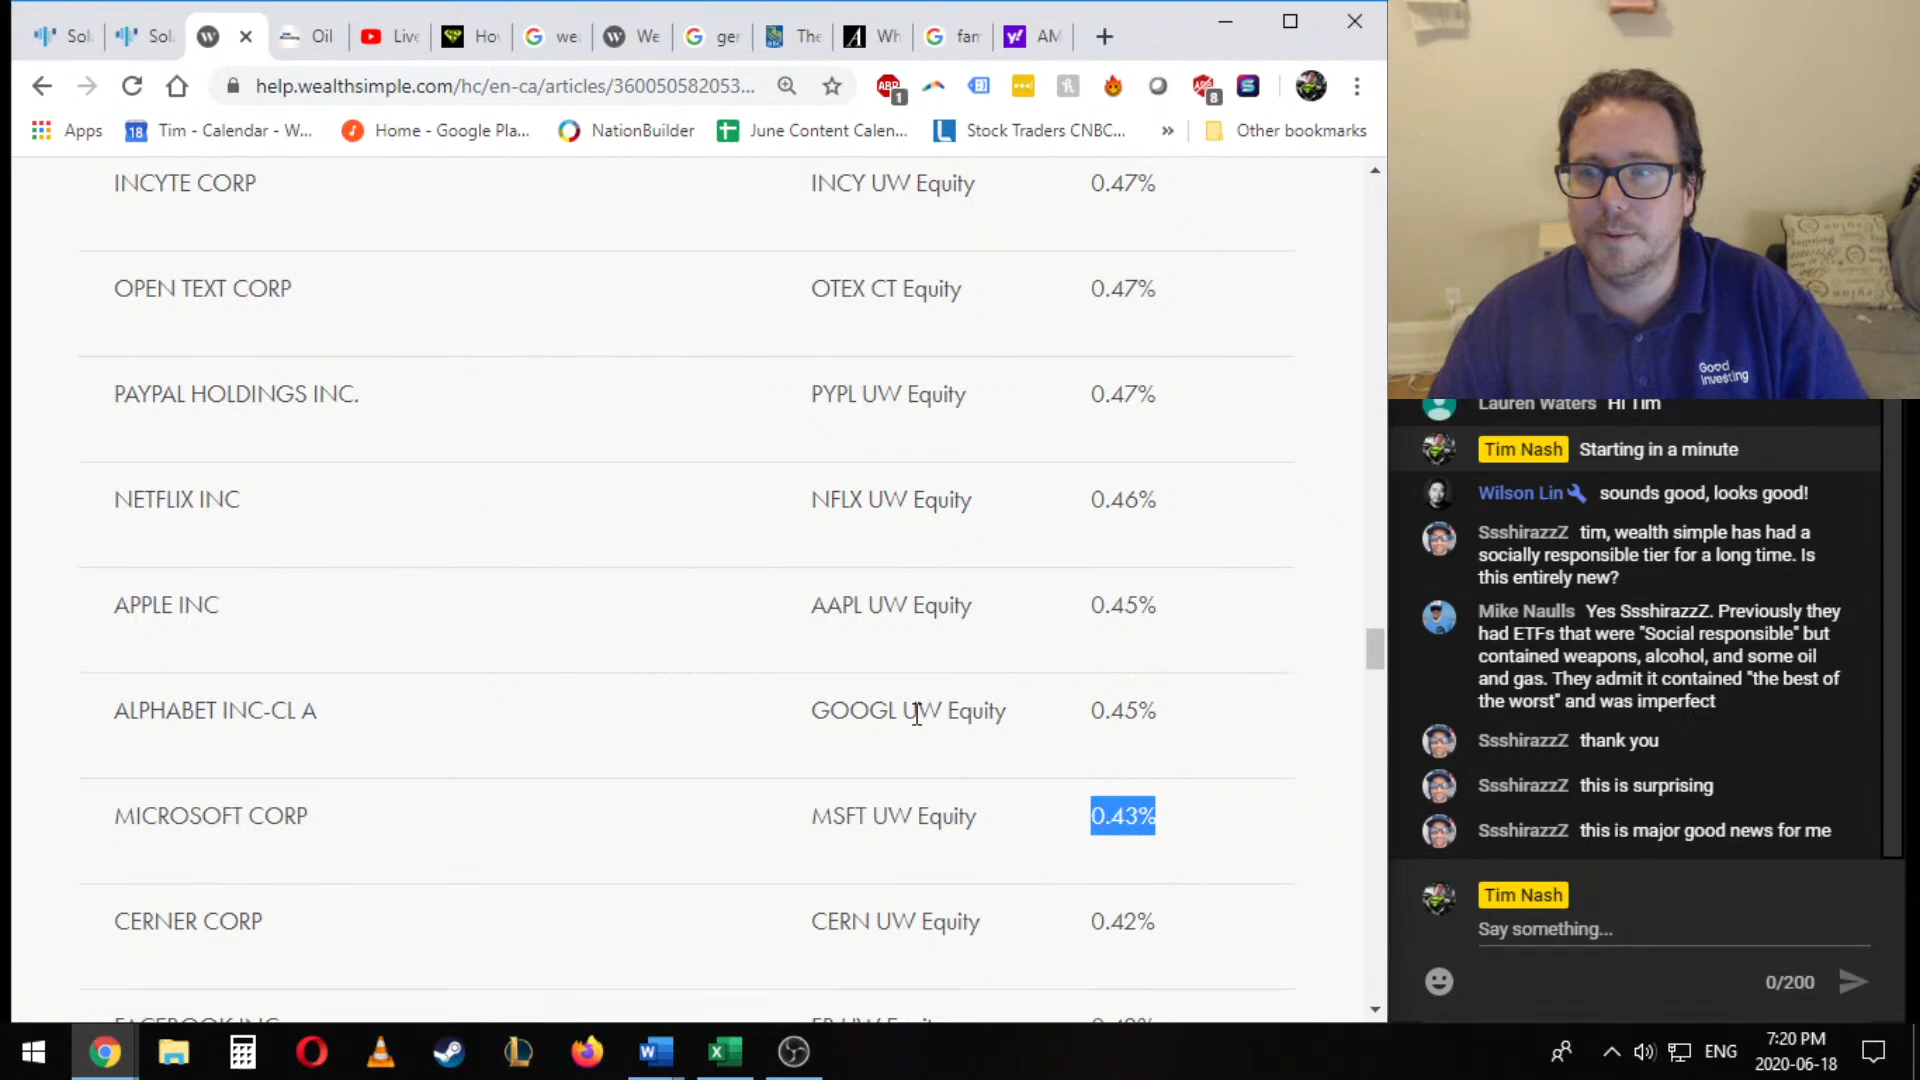 Sol
Sol
Oil
Live
Ho
we
We
ger
The
Wh
fan
AM
help.wealthsimple.com/hc/en-ca/articles/360050582053...
1
8
Apps
18
Tim - Calendar - W...
Home - Google Pla...
NationBuilder
June Content Calen...
Stock Traders CNBC...
»
Other bookmarks
INCYTE CORP INCY UW Equity 0.47%
OPEN TEXT CORP OTEX CT Equity 0.47%
PAYPAL HOLDINGS INC. PYPL UW Equity 0.47%
NETFLIX INC NFLX UW Equity 0.46%
APPLE INC AAPL UW Equity 0.45%
ALPHABET INC-CL A GOOGL UW Equity 0.45%
MICROSOFT CORP MSFT UW Equity 0.43%
CERNER CORP CERN UW Equity 0.42%
Good
Investing
Lauren Waters Hi Tim
Tim Nash Starting in a minute
Wilson Lin sounds good, looks good!
SsshirazzZ tim, wealth simple has had a
socially responsible tier for a long time. Is
this entirely new?
Mike Naulls Yes SsshirazzZ. Previously they
had ETFs that were "Social responsible" but
contained weapons, alcohol, and some oil
and gas. They admit it contained "the best of
the worst" and was imperfect
SsshirazzZ thank you
SsshirazzZ this is surprising
SsshirazzZ this is major good news for me
Tim Nash
Say something...
0/200
ENG
7:20 PM
2020-06-18